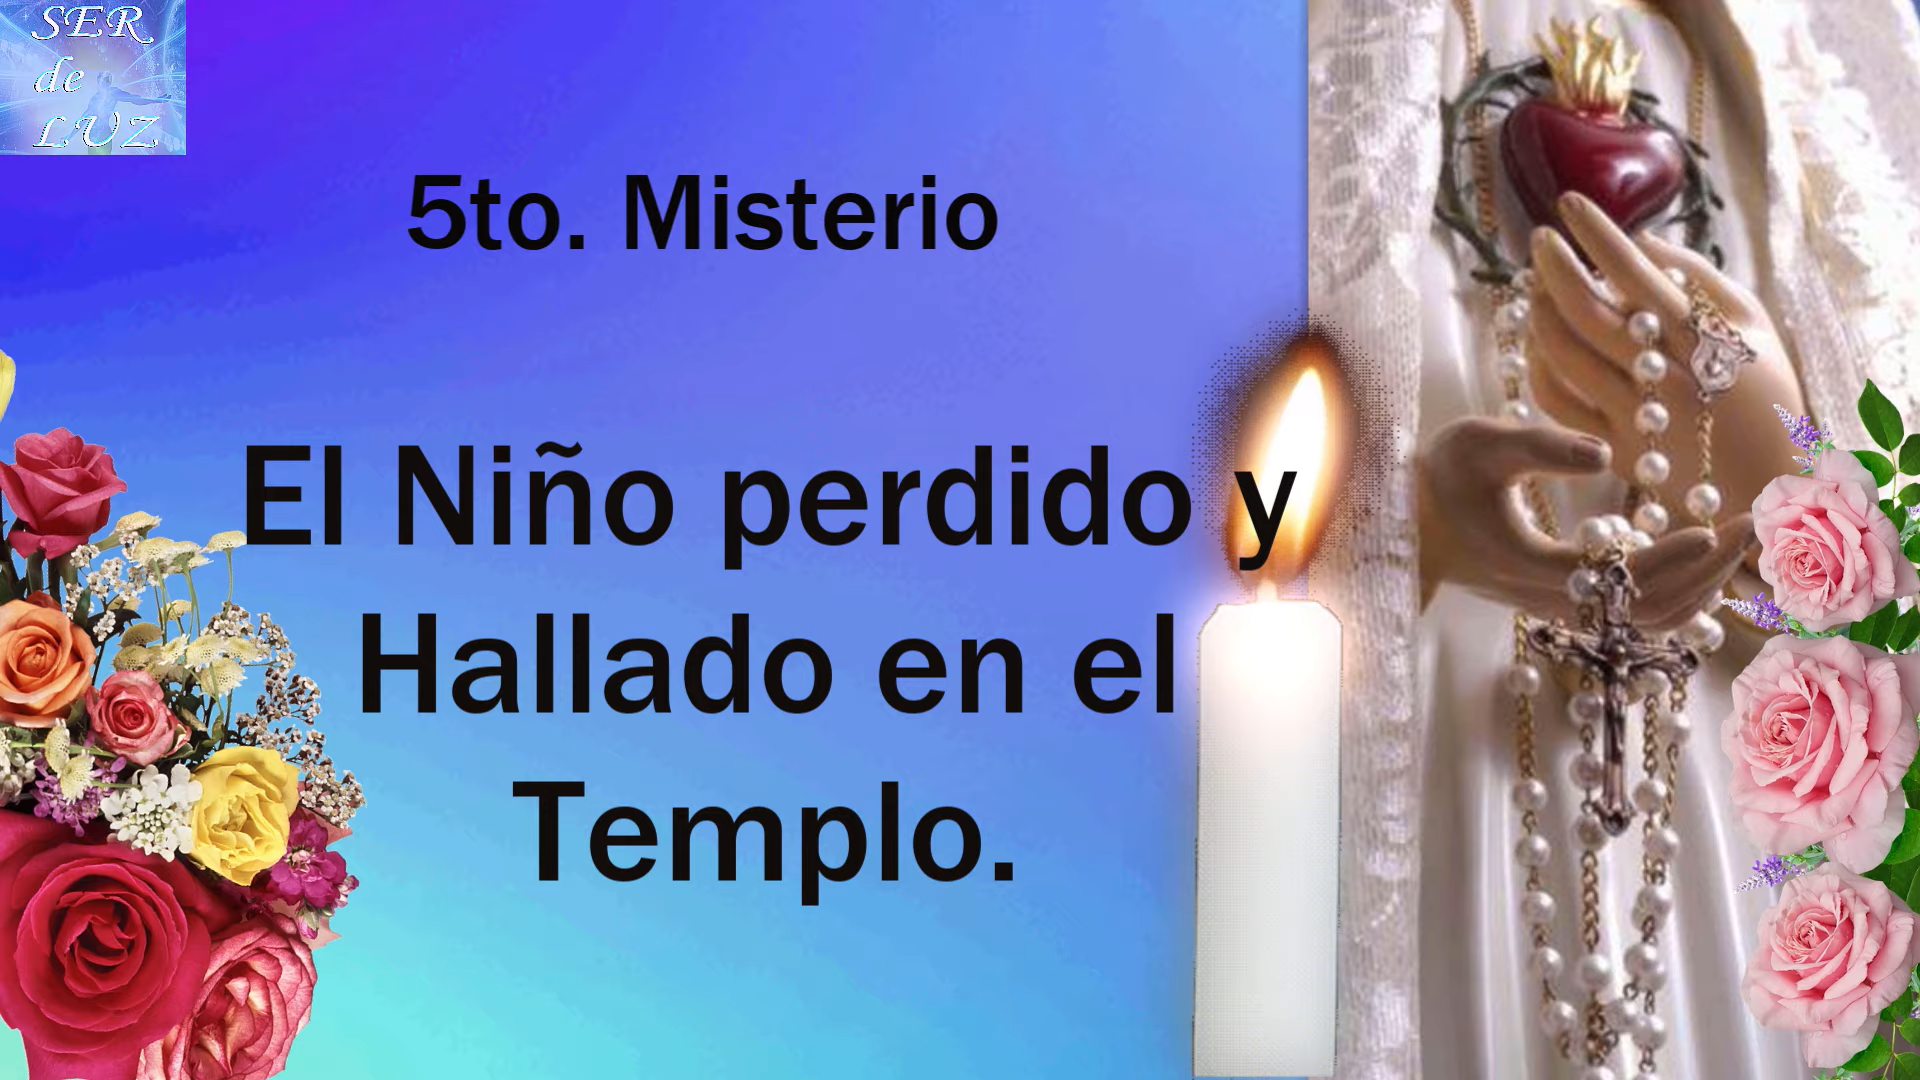 SER
de
LUZ
5to. Misterio
El Niño perdido y
Hallado en el
Templo.